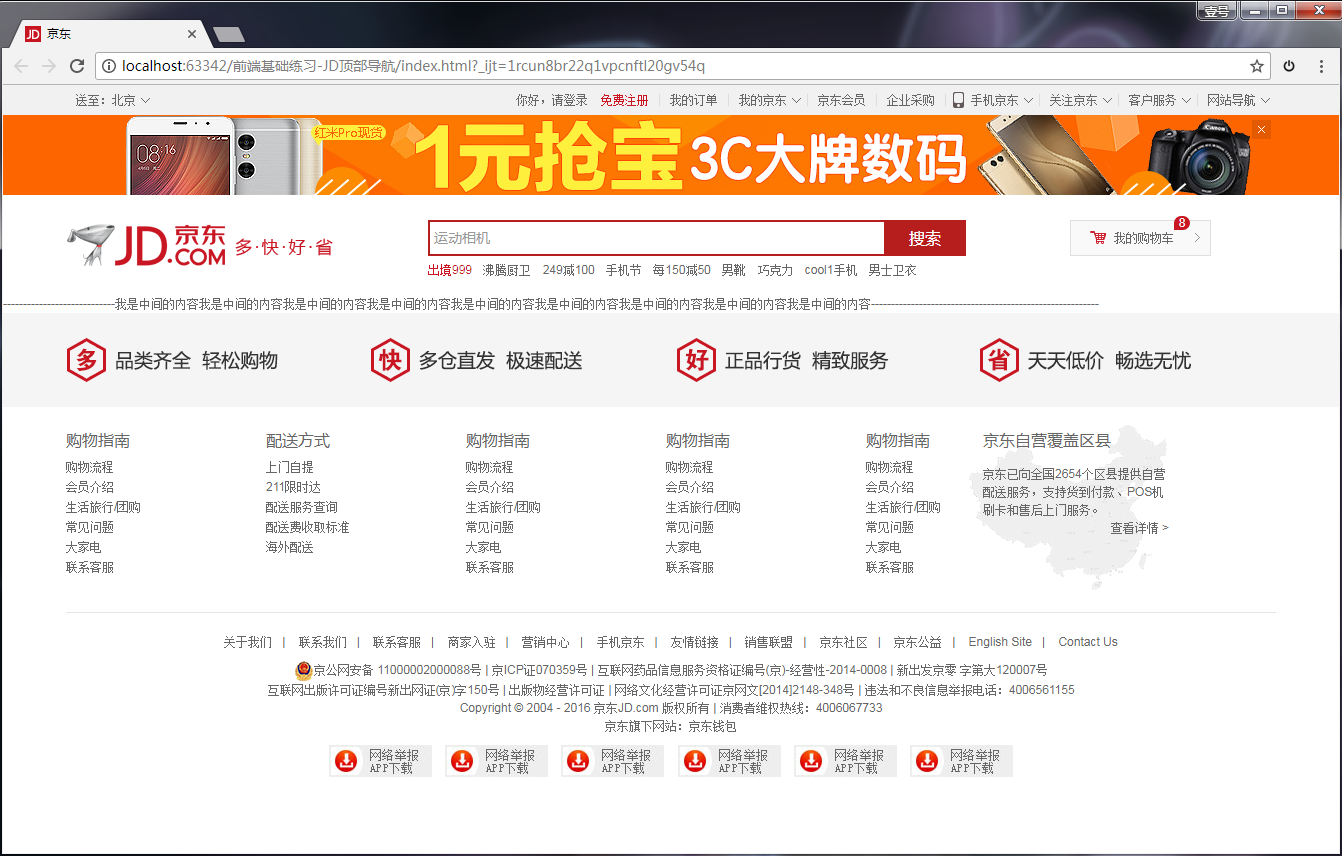 壹号
JD 京东
localhost:63342/前端基础练习-JD顶部导航/index.html?_ijt=1rcun8br22q1vpcnftl20gv54q
送至：北京 你好，请登录 免费注册 我的订单 我的京东 京东会员 企业采购 手机京东 关注京东 客户服务 网站导航
08:16 红米Pro现货 1元抢宝 3C大牌数码 Canon
JD.COM 京东 多·快·好·省
运动相机 搜索 我的购物车 8
出境999 沸腾厨卫 249减100 手机节 每150减50 男靴 巧克力 cool1手机 男士卫衣
我是中间的内容我是中间的内容我是中间的内容我是中间的内容我是中间的内容我是中间的内容我是中间的内容我是中间的内容我是中间的内容
多 品类齐全 轻松购物 快 多仓直发 极速配送 好 正品行货 精致服务 省 天天低价 畅选无忧
购物指南
购物流程
会员介绍
生活旅行/团购
常见问题
大家电
联系客服
配送方式
上门自提
211限时达
配送服务查询
配送费收取标准
海外配送
购物指南
购物流程
会员介绍
生活旅行/团购
常见问题
大家电
联系客服
购物指南
购物流程
会员介绍
生活旅行/团购
常见问题
大家电
联系客服
购物指南
购物流程
会员介绍
生活旅行/团购
常见问题
大家电
联系客服
京东自营覆盖区县
京东已向全国2654个区县提供自营
配送服务，支持货到付款、POS机
刷卡和售后上门服务。
查看详情 >
关于我们 | 联系我们 | 联系客服 | 商家入驻 | 营销中心 | 手机京东 | 友情链接 | 销售联盟 | 京东社区 | 京东公益 | English Site | Contact Us
京公网安备 11000002000088号 | 京ICP证070359号 | 互联网药品信息服务资格证编号(京)-经营性-2014-0008 | 新出发京零 字第大120007号
互联网出版许可证编号新出网证(京)字150号 | 出版物经营许可证 | 网络文化经营许可证京网文[2014]2148-348号 | 违法和不良信息举报电话：4006561155
Copyright © 2004 - 2016 京东JD.com 版权所有 | 消费者维权热线：4006067733
京东旗下网站：京东钱包
网络举报 网络举报 网络举报 网络举报 网络举报 网络举报
APP下载 APP下载 APP下载 APP下载 APP下载 APP下载